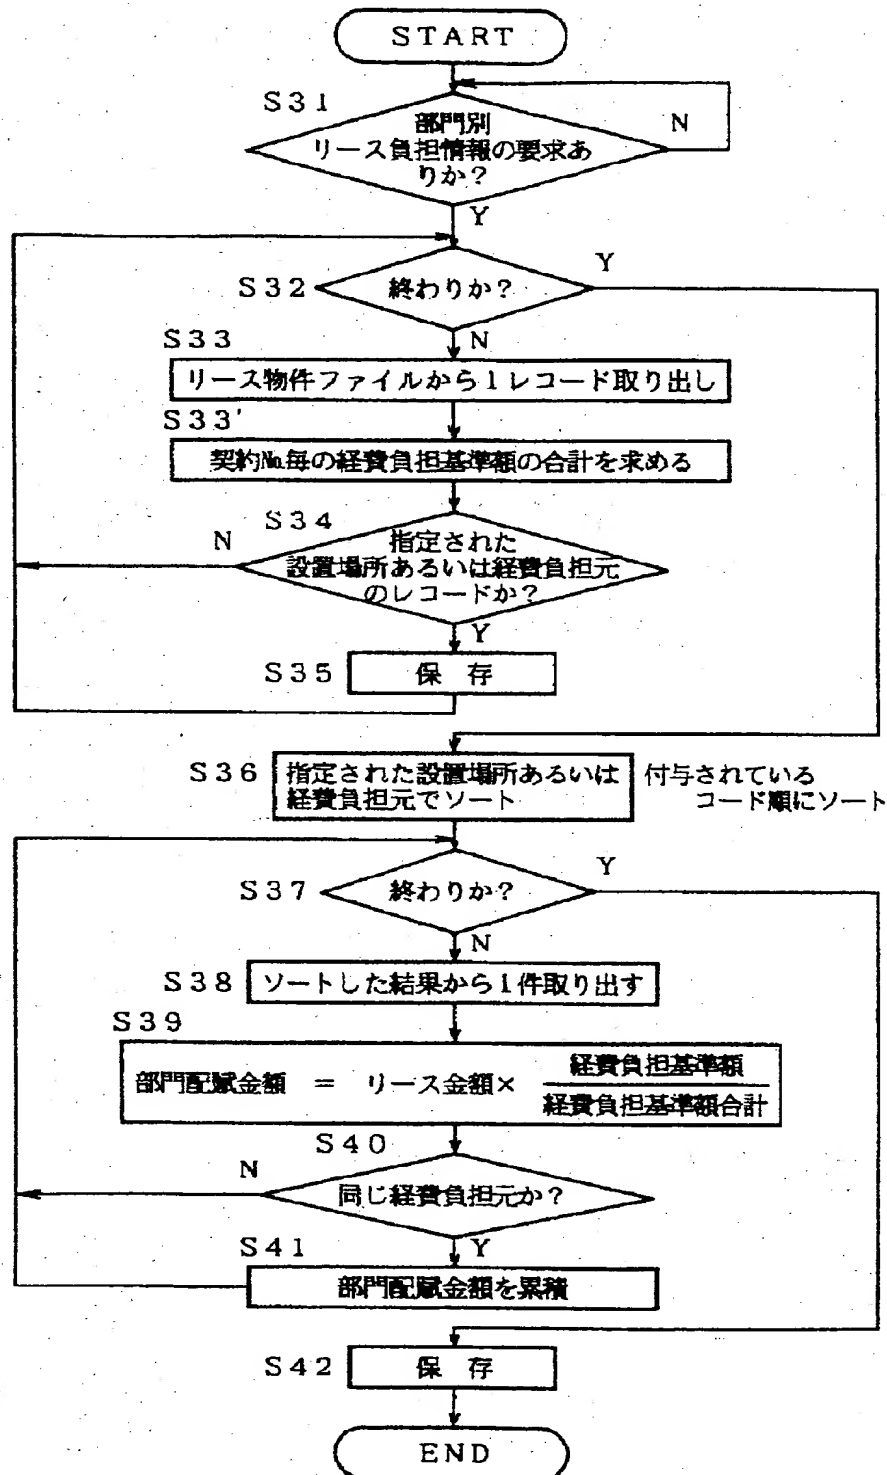 START
S31
部門別
リース負担情報の要求あ
りか?
N
Y
S32
終わりか?
Y
N
S33
リース物件ファイルから1レコード取り出し
S33'
契約№毎の経費負担基準額の合計を求める
S34
N
指定された
設置場所あるいは経費負担元
のレコードか?
Y
S35
保 存
S36
指定された設置場所あるいは
経費負担元でソート
付与されている
コード順にソート
S37
終わりか?
Y
N
S38
ソートした結果から1件取り出す
S39
部門配賦金額 = リース金額×
経費負担基準額
経費負担基準額合計
S40
N
同じ経費負担元か?
Y
S41
部門配賦金額を累積
S42
保 存
END